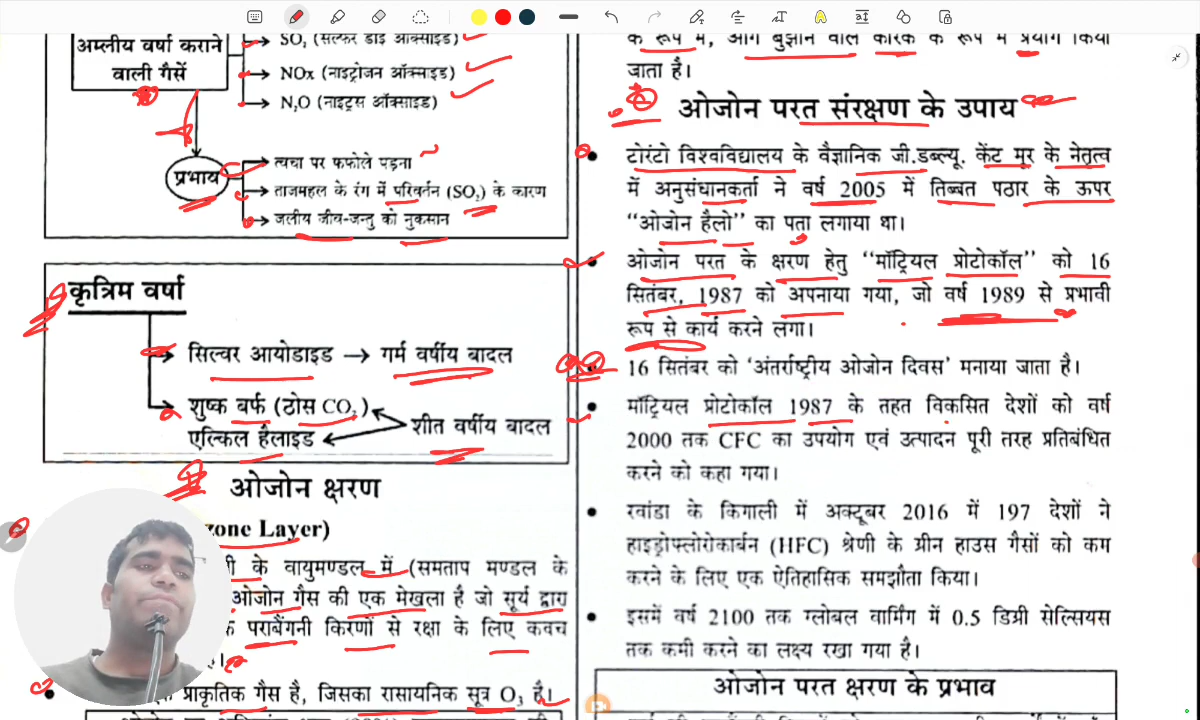 अम्लीय वर्षा कराने
वाली गैसें
SO₂ (सल्फर डाई ऑक्साइड)
NOx (नाइट्रोजन ऑक्साइड)
N₂O (नाइट्रस ऑक्साइड)
प्रभाव
त्वचा पर फफोले पड़ना
ताजमहल के रंग में परिवर्तन (SO₂) के कारण
जलीय जीव-जन्तु को नुकसान
कृत्रिम वर्षा
सिल्वर आयोडाइड → गर्म वर्षीय बादल
शुष्क बर्फ (ठोस CO₂)
एल्किल हैलाइड
शीत वर्षीय बादल
ओजोन क्षरण
zone Layer)
के वायुमण्डल में (समताप मण्डल के
ओजोन गैस की एक मेखला है जो सूर्य द्वारा
पराबैंगनी किरणों से रक्षा के लिए कवच
है।
प्राकृतिक गैस है, जिसका रासायनिक सूत्र O₃ है।
के रूप में, आग बुझाने वाले कारक के रूप में प्रयोग किया
जाता है।
ओजोन परत संरक्षण के उपाय
• टोरंटो विश्वविद्यालय के वैज्ञानिक जी.डब्ल्यू. केंट मूर के नेतृत्व
में अनुसंधानकर्ता ने वर्ष 2005 में तिब्बत पठार के ऊपर
‘‘ओजोन हैलो’’ का पता लगाया था।
• ओजोन परत के क्षरण हेतु ‘‘मॉट्रियल प्रोटोकॉल’’ को 16
सितंबर, 1987 को अपनाया गया, जो वर्ष 1989 से प्रभावी
रूप से कार्य करने लगा।
16 सितंबर को ‘अंतर्राष्ट्रीय ओजोन दिवस’ मनाया जाता है।
• मॉट्रियल प्रोटोकॉल 1987 के तहत विकसित देशों को वर्ष
2000 तक CFC का उपयोग एवं उत्पादन पूरी तरह प्रतिबंधित
करने को कहा गया।
• रवांडा के किगाली में अक्टूबर 2016 में 197 देशों ने
हाइड्रोफ्लोरोकार्बन (HFC) श्रेणी के ग्रीन हाउस गैसों को कम
करने के लिए एक ऐतिहासिक समझौता किया।
• इसमें वर्ष 2100 तक ग्लोबल वार्मिंग में 0.5 डिग्री सेल्सियस
तक कमी करने का लक्ष्य रखा गया है।
ओजोन परत क्षरण के प्रभाव